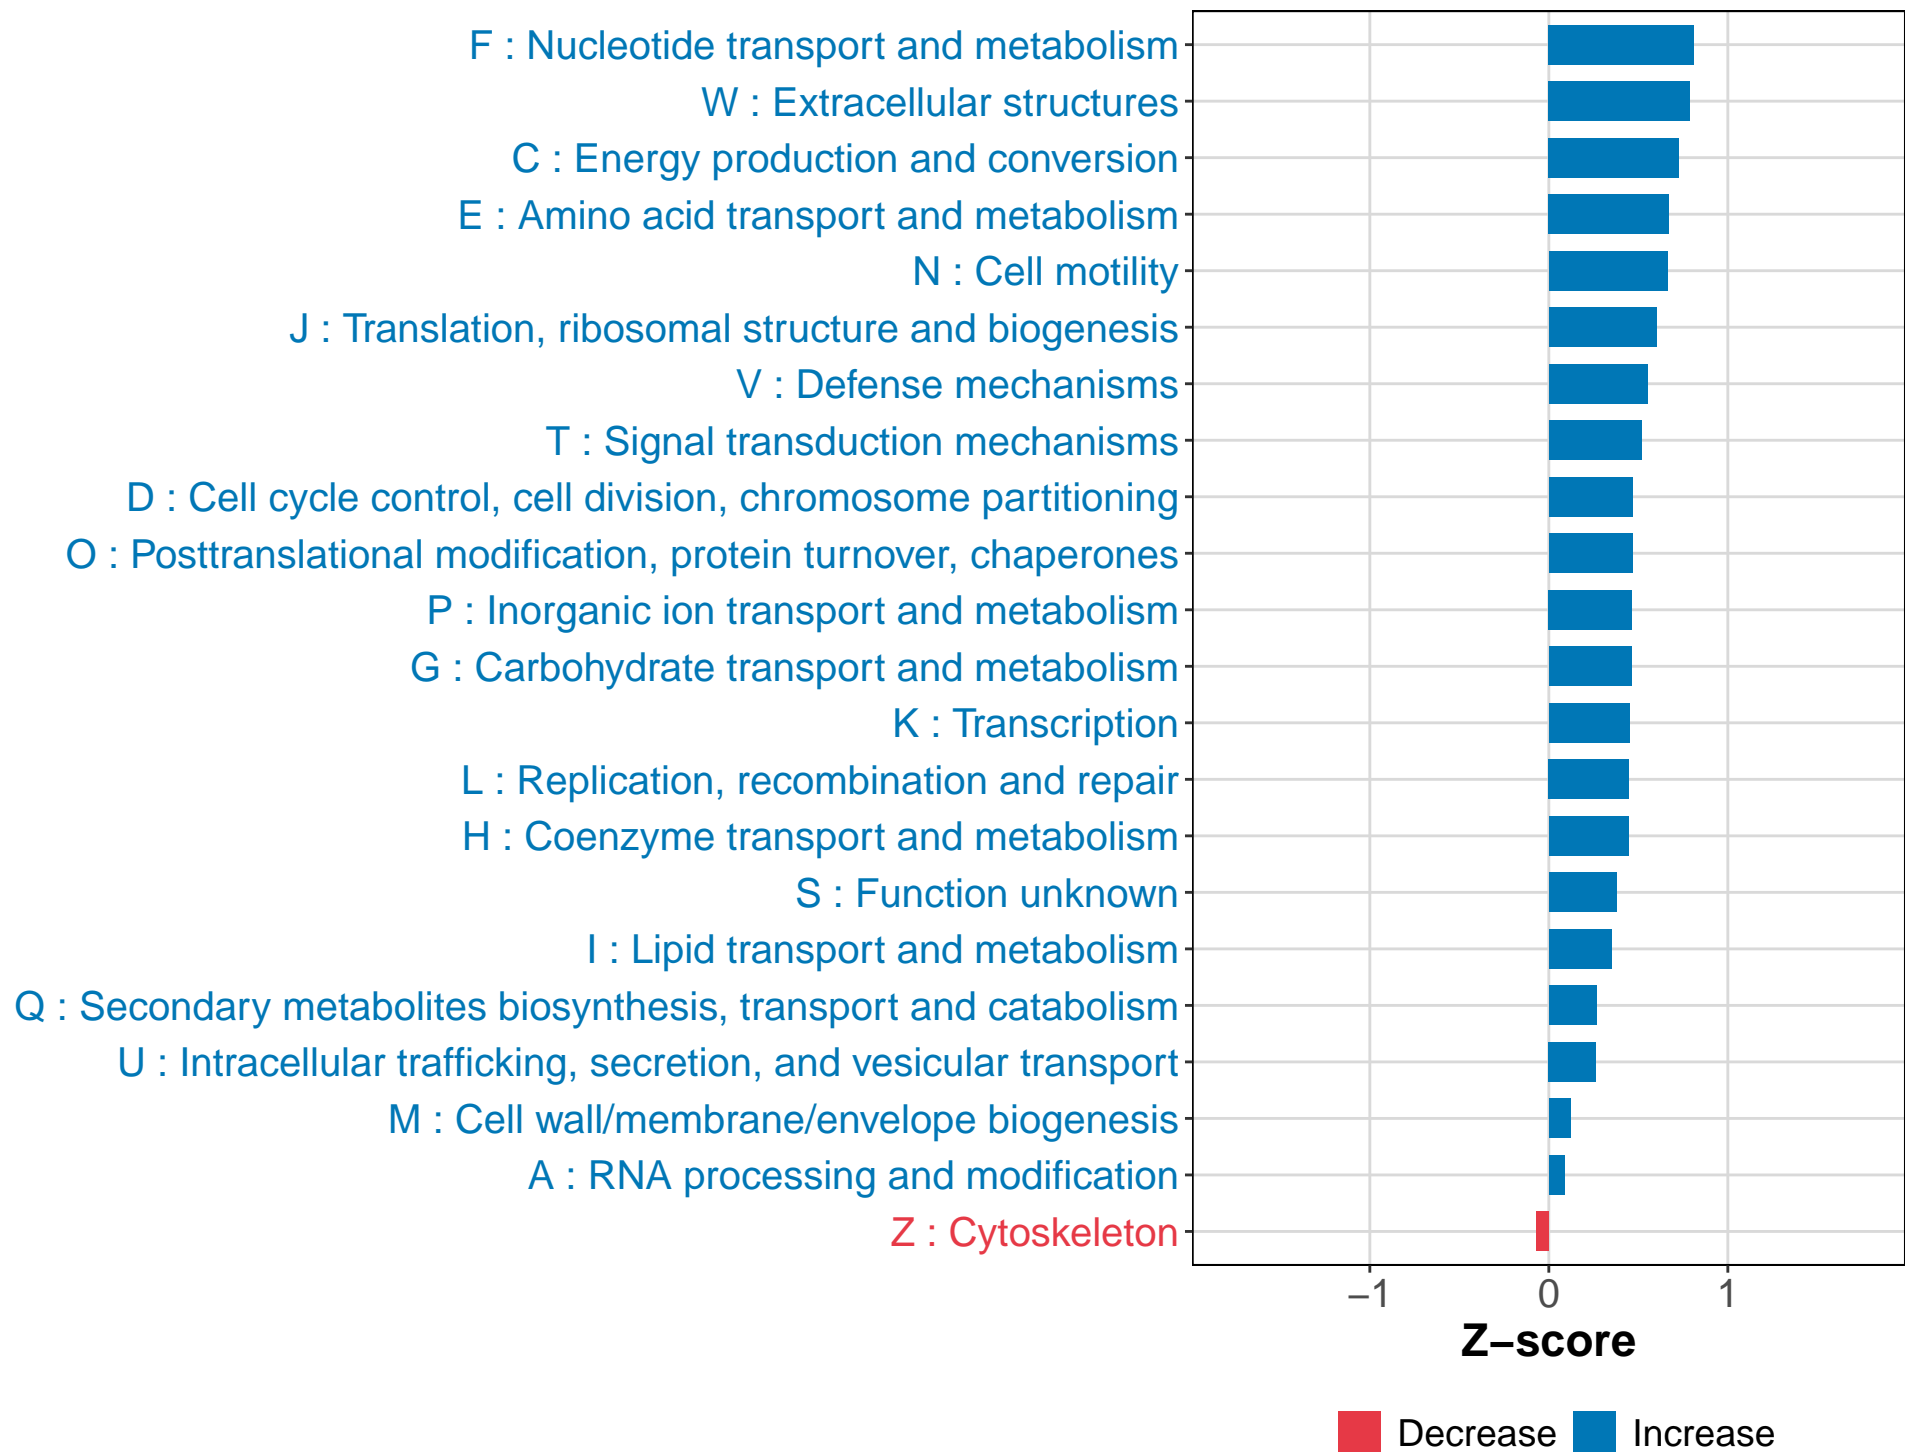 F : Nucleotide transport and metabolism
W : Extracellular structures
C : Energy production and conversion
E : Amino acid transport and metabolism
N : Cell motility
J : Translation, ribosomal structure and biogenesis
V : Defense mechanisms
T : Signal transduction mechanisms
D : Cell cycle control, cell division, chromosome partitioning
O : Posttranslational modification, protein turnover, chaperones
P : Inorganic ion transport and metabolism
G : Carbohydrate transport and metabolism
K : Transcription
L : Replication, recombination and repair
H : Coenzyme transport and metabolism
S : Function unknown
I : Lipid transport and metabolism
Q : Secondary metabolites biosynthesis, transport and catabolism
U : Intracellular trafficking, secretion, and vesicular transport
M : Cell wall/membrane/envelope biogenesis
A : RNA processing and modification
Z : Cytoskeleton
−1 0 1
Z−score
Decrease Increase